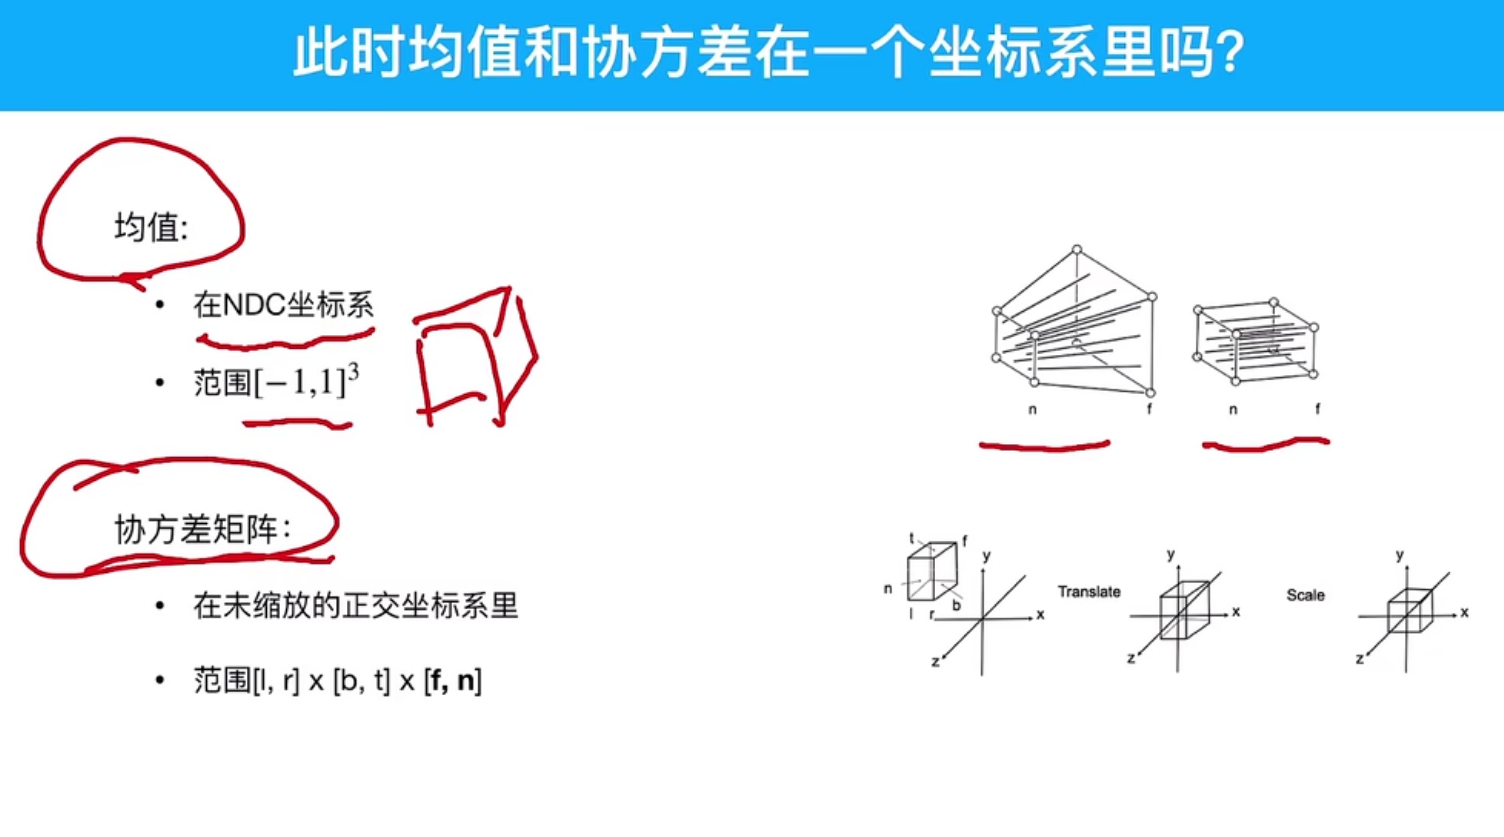 此时均值和协方差在一个坐标系里吗?
均值:
• 在NDC坐标系
• 范围[−1,1]³
协方差矩阵:
• 在未缩放的正交坐标系里
• 范围[l, r] x [b, t] x [f, n]
n f n f
t f
n
l r b
y
x
z
Translate
y
x
z
Scale
y
x
z